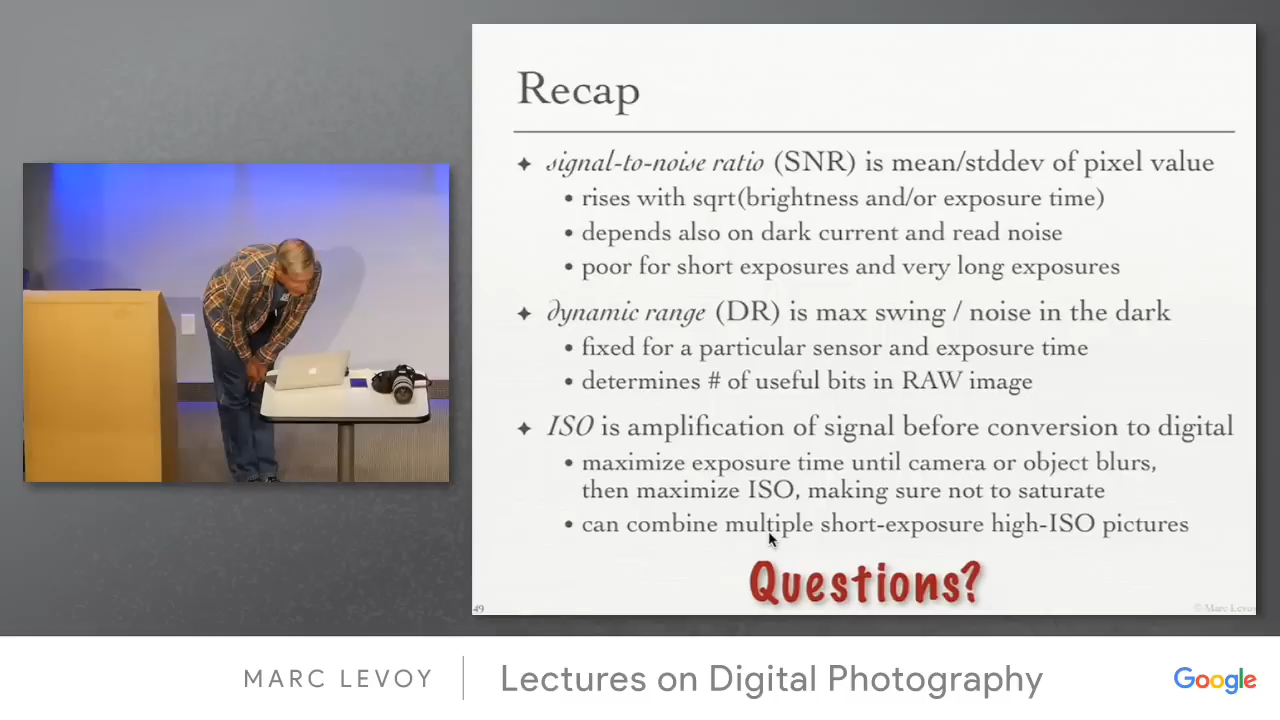 Recap
✦ signal-to-noise ratio (SNR) is mean/stddev of pixel value
• rises with sqrt(brightness and/or exposure time)
• depends also on dark current and read noise
• poor for short exposures and very long exposures
✦ dynamic range (DR) is max swing / noise in the dark
• fixed for a particular sensor and exposure time
• determines # of useful bits in RAW image
✦ ISO is amplification of signal before conversion to digital
• maximize exposure time until camera or object blurs,
then maximize ISO, making sure not to saturate
• can combine multiple short-exposure high-ISO pictures
Questions?
49
© Marc Levoy
MARC LEVOY
Lectures on Digital Photography
Google